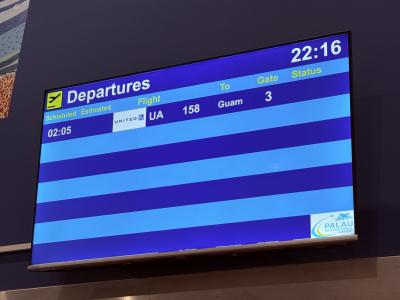 Departures 22:16
Scheduled Estimated Flight To Gate Status
02:05 UNITED UA 158 Guam 3
PALAU